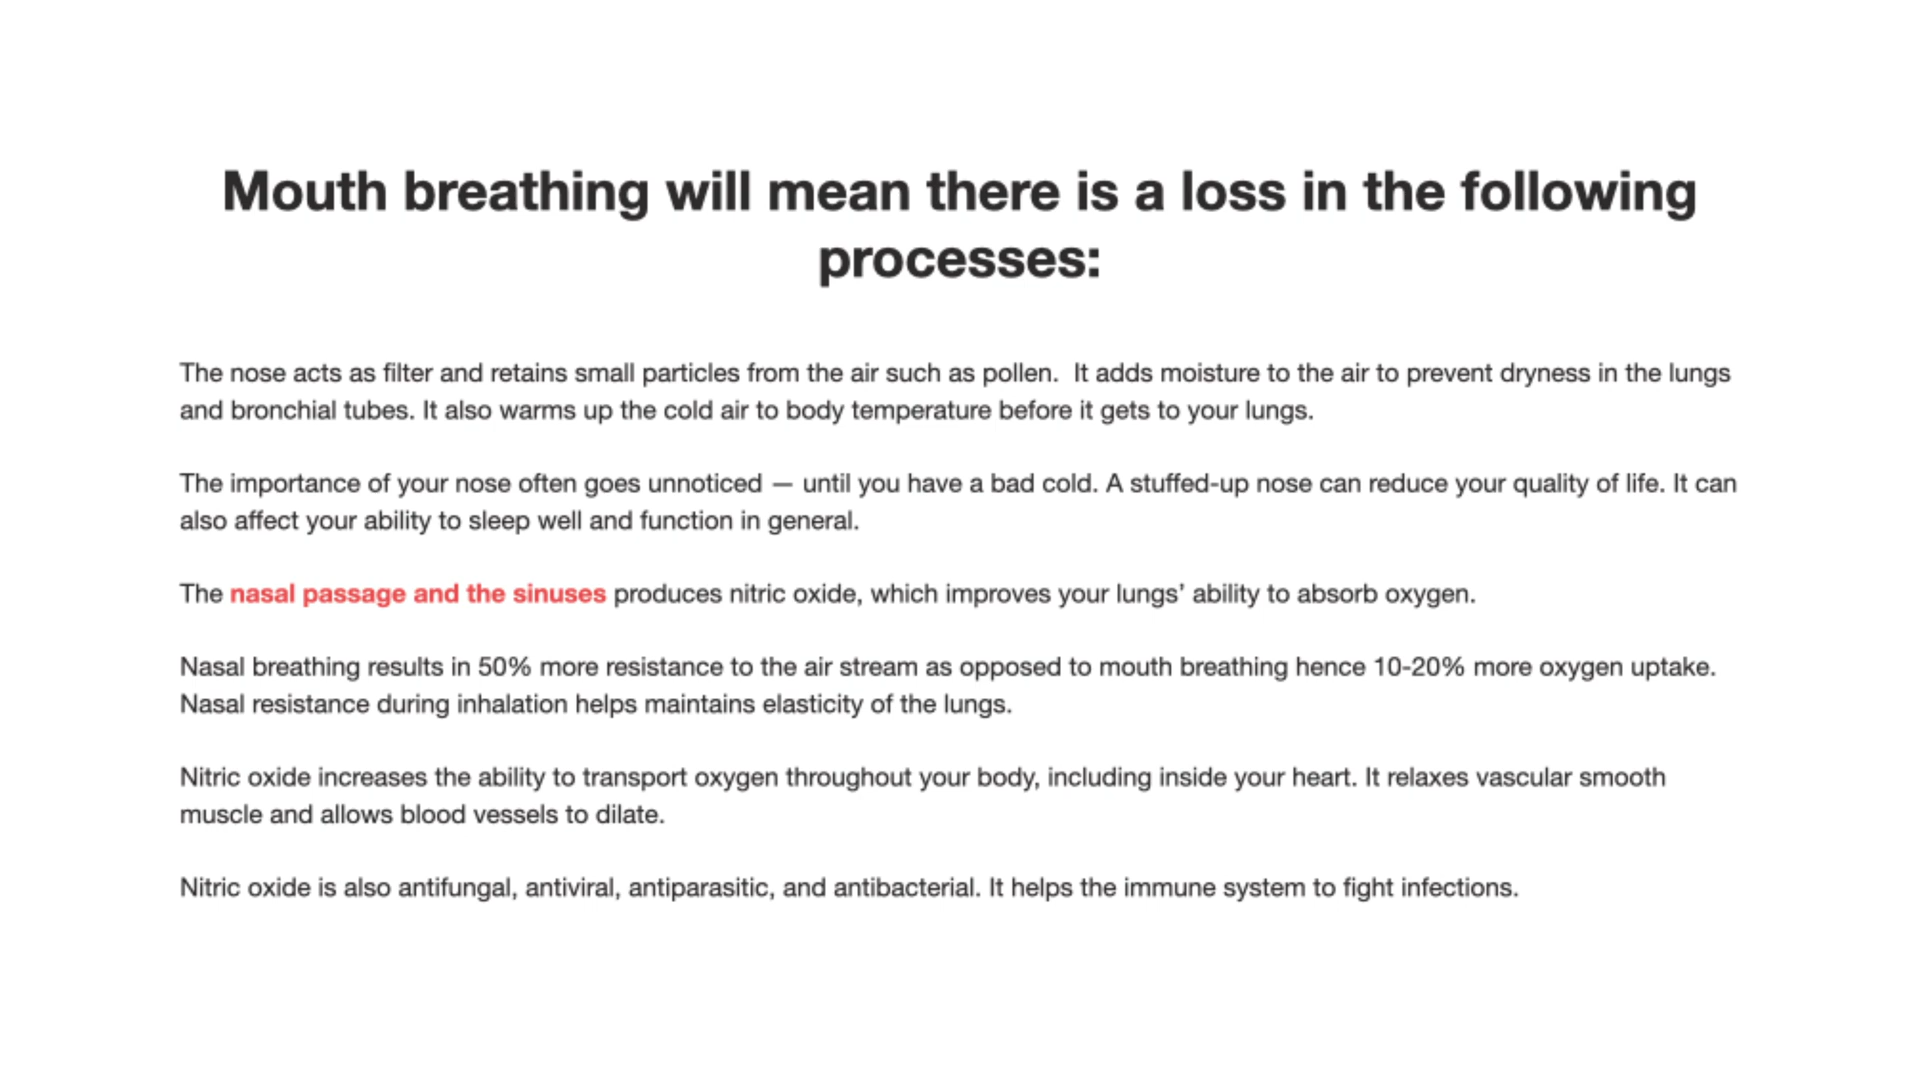 Mouth breathing will mean there is a loss in the following
processes:
The nose acts as filter and retains small particles from the air such as pollen.  It adds moisture to the air to prevent dryness in the lungs
and bronchial tubes. It also warms up the cold air to body temperature before it gets to your lungs.
The importance of your nose often goes unnoticed — until you have a bad cold. A stuffed-up nose can reduce your quality of life. It can
also affect your ability to sleep well and function in general.
The nasal passage and the sinuses produces nitric oxide, which improves your lungs’ ability to absorb oxygen.
Nasal breathing results in 50% more resistance to the air stream as opposed to mouth breathing hence 10-20% more oxygen uptake.
Nasal resistance during inhalation helps maintains elasticity of the lungs.
Nitric oxide increases the ability to transport oxygen throughout your body, including inside your heart. It relaxes vascular smooth
muscle and allows blood vessels to dilate.
Nitric oxide is also antifungal, antiviral, antiparasitic, and antibacterial. It helps the immune system to fight infections.